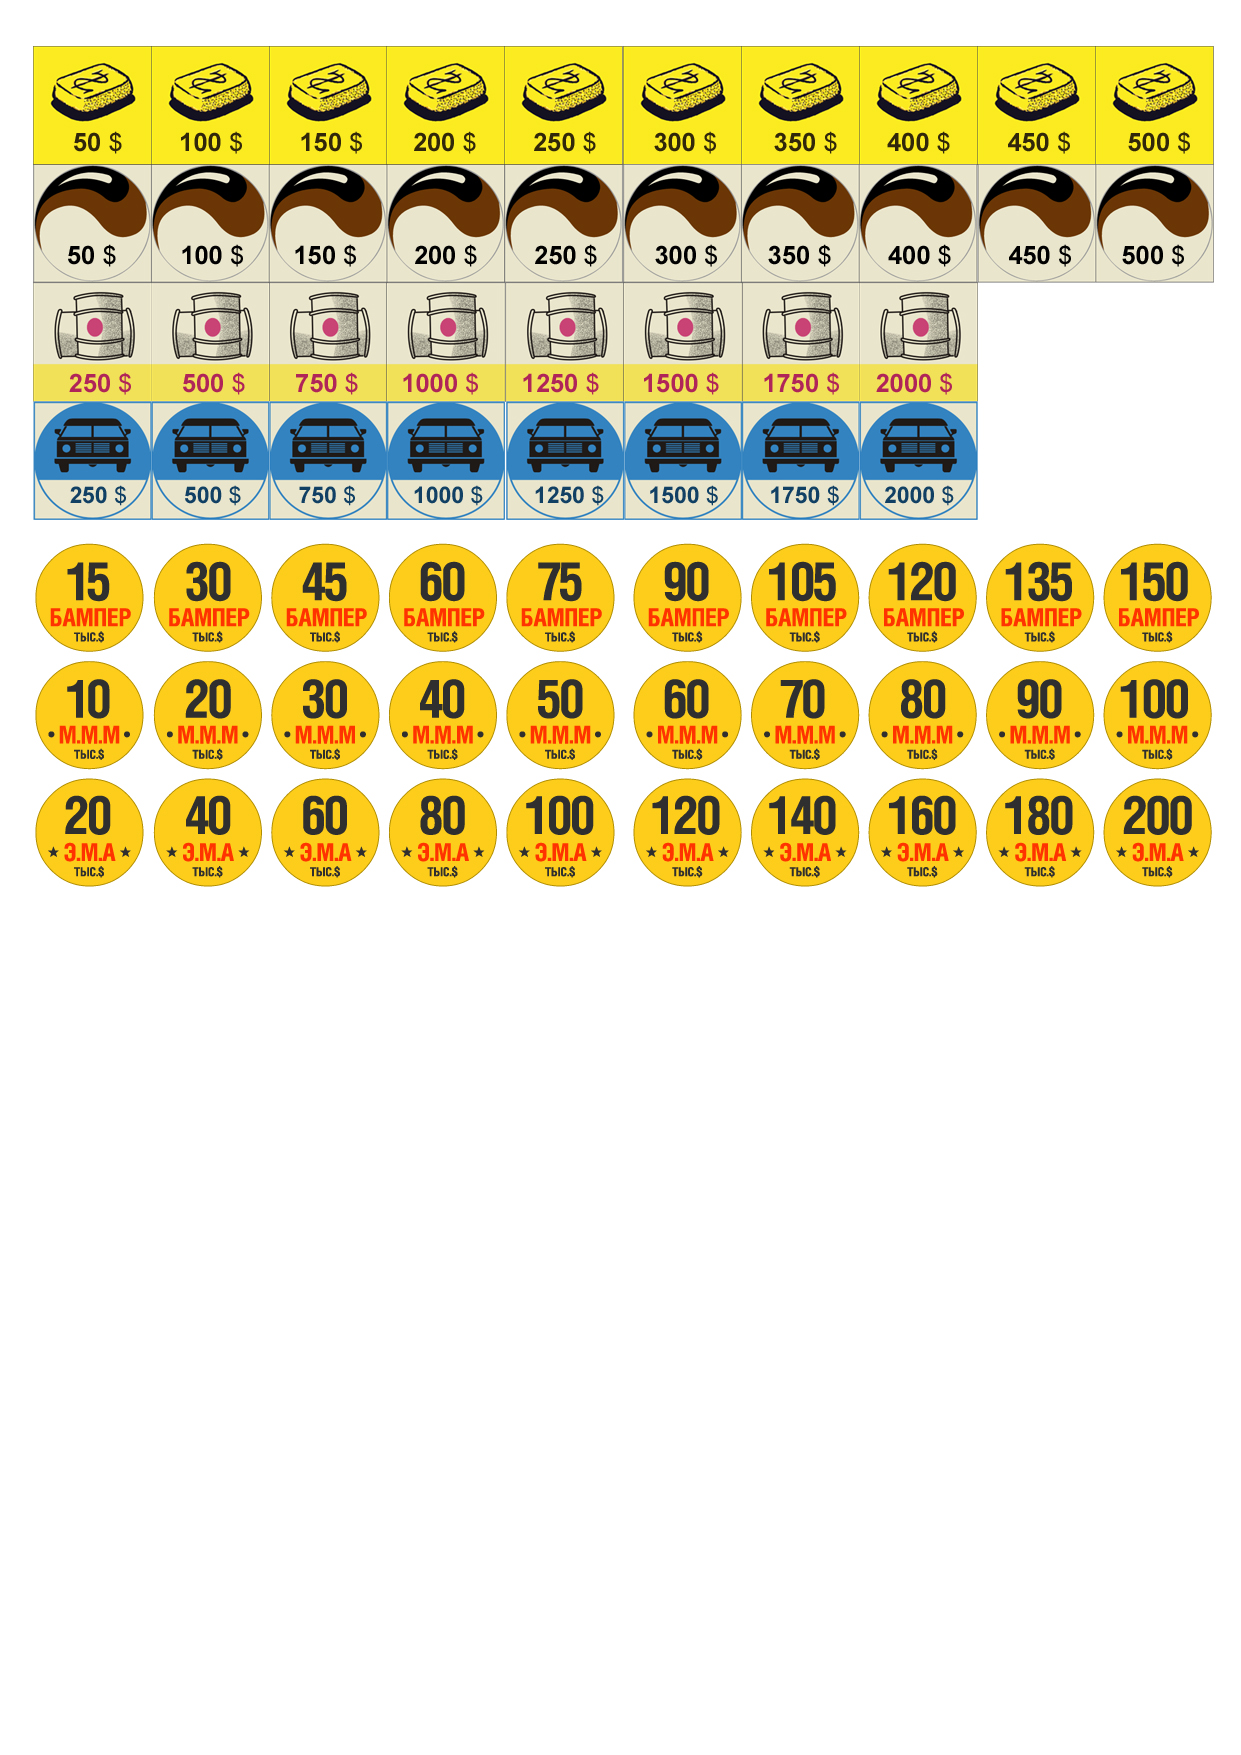 50 $ 100 $ 150 $ 200 $ 250 $ 300 $ 350 $ 400 $ 450 $ 500 $
50 $ 100 $ 150 $ 200 $ 250 $ 300 $ 350 $ 400 $ 450 $ 500 $
250 $ 500 $ 750 $ 1000 $ 1250 $ 1500 $ 1750 $ 2000 $
250 $ 500 $ 750 $ 1000 $ 1250 $ 1500 $ 1750 $ 2000 $
15 30 45 60 75 90 105 120 135 150
БАМПЕР БАМПЕР БАМПЕР БАМПЕР БАМПЕР БАМПЕР БАМПЕР БАМПЕР БАМПЕР БАМПЕР
ТЫС.$ ТЫС.$ ТЫС.$ ТЫС.$ ТЫС.$ ТЫС.$ ТЫС.$ ТЫС.$ ТЫС.$ ТЫС.$
10 20 30 40 50 60 70 80 90 100
• М.М.М • • М.М.М • • М.М.М • • М.М.М • • М.М.М • • М.М.М • • М.М.М • • М.М.М • • М.М.М • • М.М.М •
ТЫС.$ ТЫС.$ ТЫС.$ ТЫС.$ ТЫС.$ ТЫС.$ ТЫС.$ ТЫС.$ ТЫС.$ ТЫС.$
20 40 60 80 100 120 140 160 180 200
★ Э.М.А ★ ★ Э.М.А ★ ★ Э.М.А ★ ★ Э.М.А ★ ★ Э.М.А ★ ★ Э.М.А ★ ★ Э.М.А ★ ★ Э.М.А ★ ★ Э.М.А ★ ★ Э.М.А ★
ТЫС.$ ТЫС.$ ТЫС.$ ТЫС.$ ТЫС.$ ТЫС.$ ТЫС.$ ТЫС.$ ТЫС.$ ТЫС.$